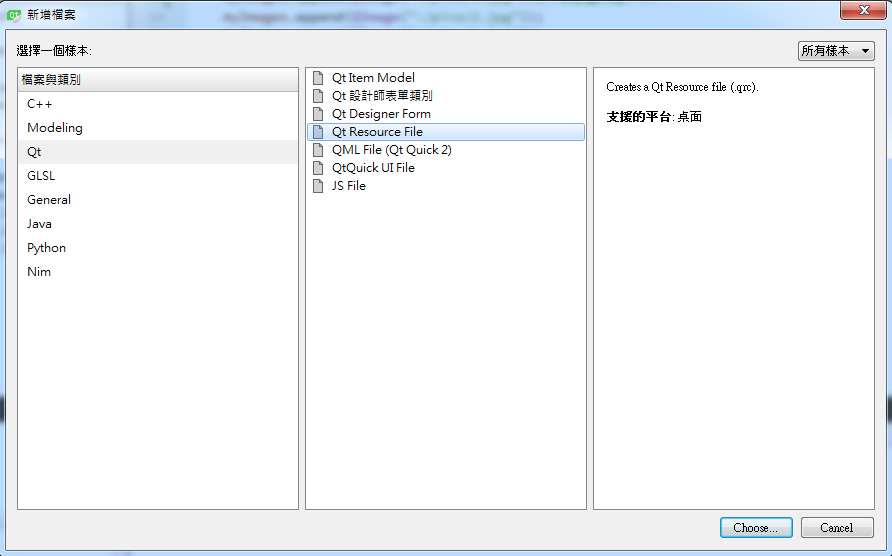 新增檔案
選擇一個樣本:
所有樣本
檔案與類別
C++
Modeling
Qt
GLSL
General
Java
Python
Nim
Qt Item Model
Qt 設計師表單類別
Qt Designer Form
Qt Resource File
QML File (Qt Quick 2)
QtQuick UI File
JS File
Creates a Qt Resource file (.qrc).
支援的平台: 桌面
Choose...
Cancel